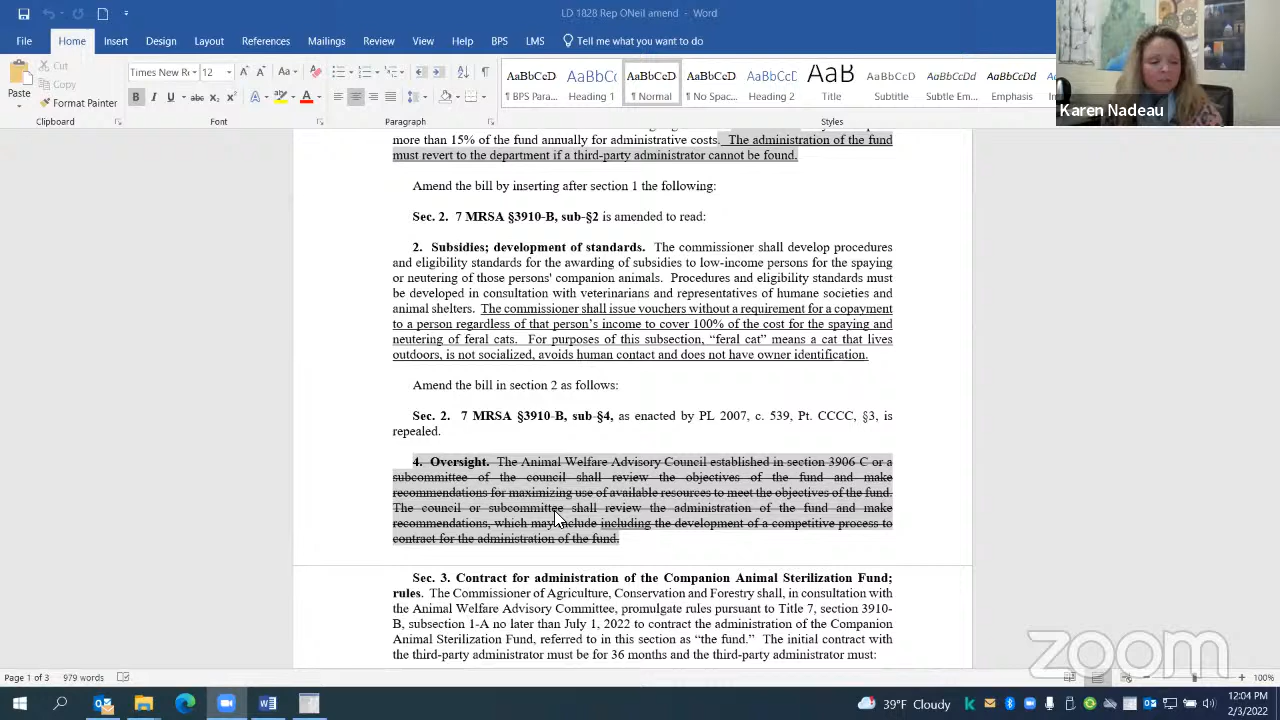 LD 1828 Rep ONeil amend - Word
File Home Insert Design Layout References Mailings Review View Help BPS LMS Tell me what you want to do
Paste
Cut
Copy
Format Painter
Clipboard
Times New Ro 12
Font
Paragraph
AaBbCcD AaBbC AaBbCcD AaBbCcD AaBbCcD AaB AaBbCcD AaBbCcDd AaBbCcDd
¶ BPS Para... Heading 1 ¶ Normal ¶ No Spac... Heading 2 Title Subtitle Subtle Em... Emphasis
Styles
Karen Nadeau
more than 15% of the fund annually for administrative costs. The administration of the fund
must revert to the department if a third-party administrator cannot be found.
Amend the bill by inserting after section 1 the following:
Sec. 2. 7 MRSA §3910-B, sub-§2 is amended to read:
2. Subsidies; development of standards. The commissioner shall develop procedures
and eligibility standards for the awarding of subsidies to low-income persons for the spaying
or neutering of those persons' companion animals. Procedures and eligibility standards must
be developed in consultation with veterinarians and representatives of humane societies and
animal shelters. The commissioner shall issue vouchers without a requirement for a copayment
to a person regardless of that person’s income to cover 100% of the cost for the spaying and
neutering of feral cats. For purposes of this subsection, “feral cat” means a cat that lives
outdoors, is not socialized, avoids human contact and does not have owner identification.
Amend the bill in section 2 as follows:
Sec. 2. 7 MRSA §3910-B, sub-§4, as enacted by PL 2007, c. 539, Pt. CCCC, §3, is
repealed.
4. Oversight. The Animal Welfare Advisory Council established in section 3906-C or a
subcommittee of the council shall review the objectives of the fund and make
recommendations for maximizing use of available resources to meet the objectives of the fund.
The council or subcommittee shall review the administration of the fund and make
recommendations, which may include including the development of a competitive process to
contract for the administration of the fund.
Sec. 3. Contract for administration of the Companion Animal Sterilization Fund;
rules. The Commissioner of Agriculture, Conservation and Forestry shall, in consultation with
the Animal Welfare Advisory Committee, promulgate rules pursuant to Title 7, section 3910-
B, subsection 1-A no later than July 1, 2022 to contract the administration of the Companion
Animal Sterilization Fund, referred to in this section as “the fund.” The initial contract with
the third-party administrator must be for 36 months and the third-party administrator must:
zoom
Page 1 of 3 979 words 100%
39°F Cloudy
12:04 PM
2/3/2022